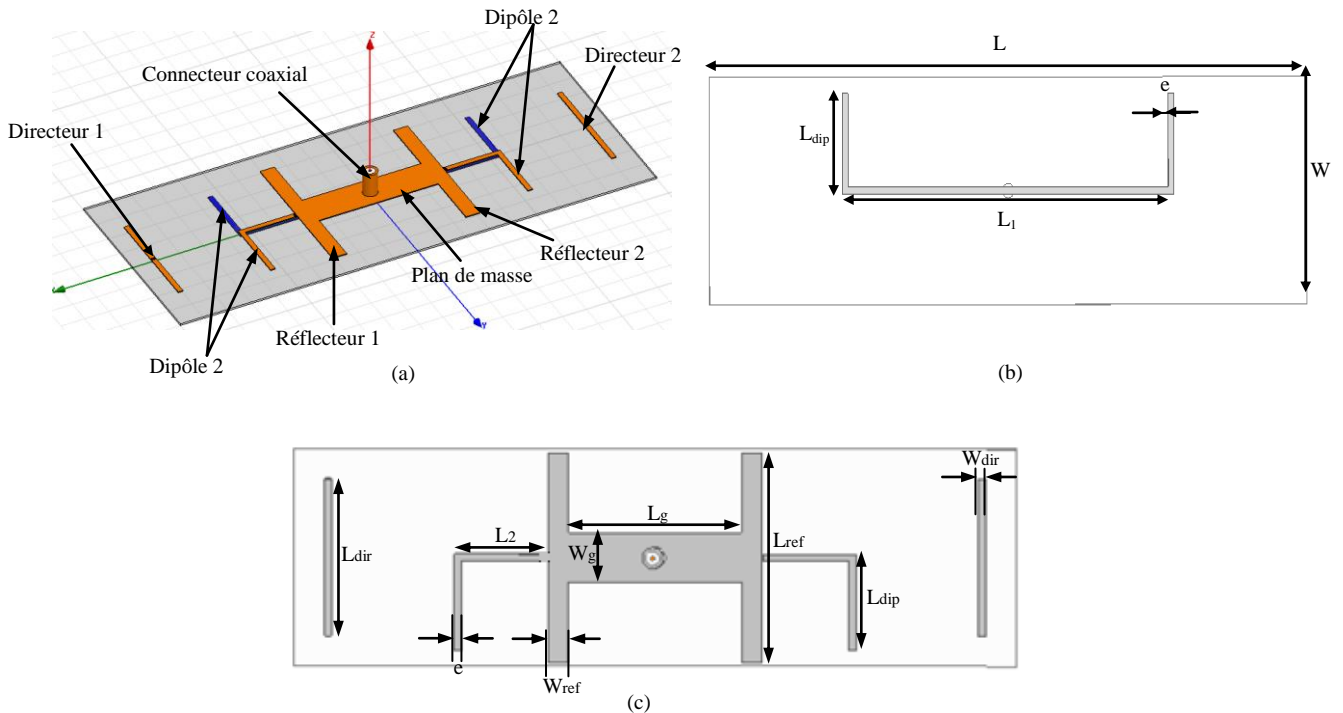 Dipôle 2
Directeur 2
Connecteur coaxial
Directeur 1
Z
Réflecteur 2
Plan de masse
Y
Réflecteur 1
Dipôle 2
(a)
L
e
Ldip
W
L1
(b)
Wdir
Lg
Lref
L2
Wg
Ldir
Ldip
e
Wref
(c)